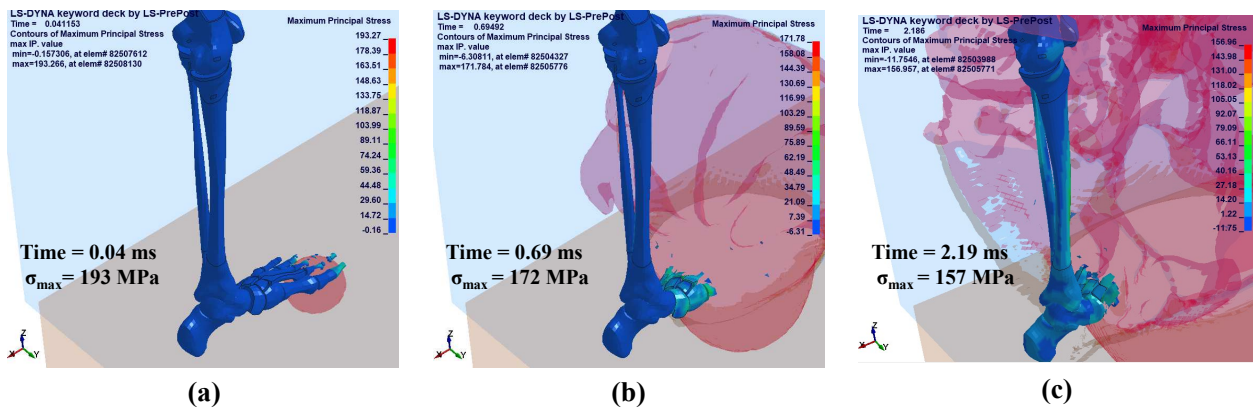 LS-DYNA keyword deck by LS-PrePost
Time = 0.041153
Contours of Maximum Principal Stress
max IP. value
min=-0.157306, at elem# 82507612
max=193.266, at elem# 82508130
Maximum Principal Stress
193.27
178.39
163.51
148.63
133.75
118.87
103.99
89.11
74.24
59.36
44.48
29.60
14.72
-0.16
Time = 0.04 ms
σmax = 193 MPa
Z
X
Y
(a)
LS-DYNA keyword deck by LS-PrePost
Time = 0.69492
Contours of Maximum Principal Stress
max IP. value
min=-6.30811, at elem# 82504327
max=171.784, at elem# 82505776
Maximum Principal Stress
171.78
158.08
144.39
130.69
116.99
103.29
89.59
75.89
62.19
48.49
34.79
21.09
7.39
-6.31
Time = 0.69 ms
σmax = 172 MPa
Z
X
Y
(b)
LS-DYNA keyword deck by LS-PrePost
Time = 2.186
Contours of Maximum Principal Stress
max IP. value
min=-11.7546, at elem# 82503988
max=156.957, at elem# 82505771
Maximum Principal Stress
156.96
143.98
131.00
118.02
105.05
92.07
79.09
66.11
53.13
40.16
27.18
14.20
1.22
-11.75
Time = 2.19 ms
σmax = 157 MPa
Z
X
Y
(c)